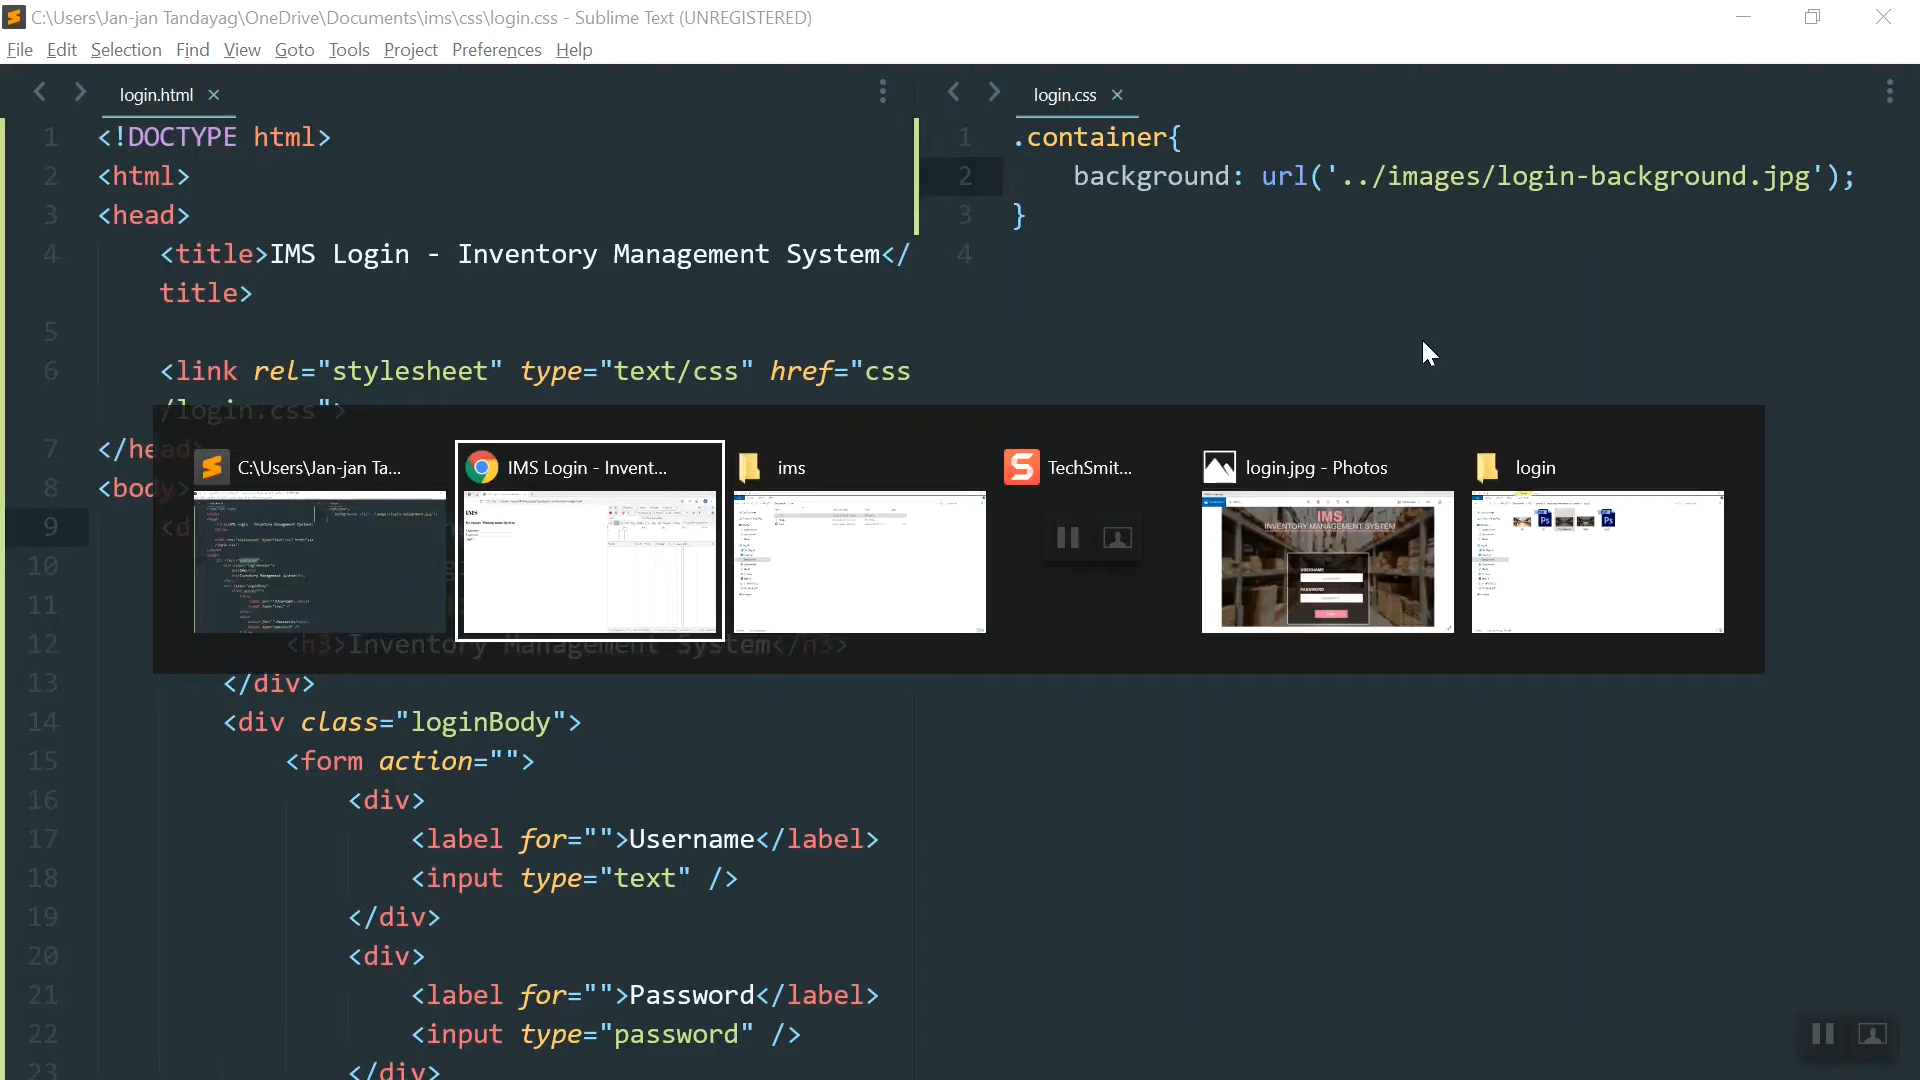 C:\Users\Jan-jan Tandayag\OneDrive\Documents\ims\css\login.css - Sublime Text (UNREGISTERED)
File Edit Selection Find View Goto Tools Project Preferences Help
login.html
1 <!DOCTYPE html>
2 <html>
3 <head>
4 <title>IMS Login - Inventory Management System</
title>
5
6 <link rel="stylesheet" type="text/css" href="css
/login.css">
7 </head>
8 <body>
9 <d
10
11
12 <h3>Inventory Management System</h3>
13 </div>
14 <div class="loginBody">
15 <form action="">
16 <div>
17 <label for="">Username</label>
18 <input type="text" />
19 </div>
20 <div>
21 <label for="">Password</label>
22 <input type="password" />
23 </div>
login.css
1 .container{
2 background: url('../images/login-background.jpg');
3 }
4
C:\Users\Jan-jan Ta...
IMS Login - Invent...
ims
TechSmit...
login.jpg - Photos
login
IMS
INVENTORY MANAGEMENT SYSTEM
USERNAME
PASSWORD